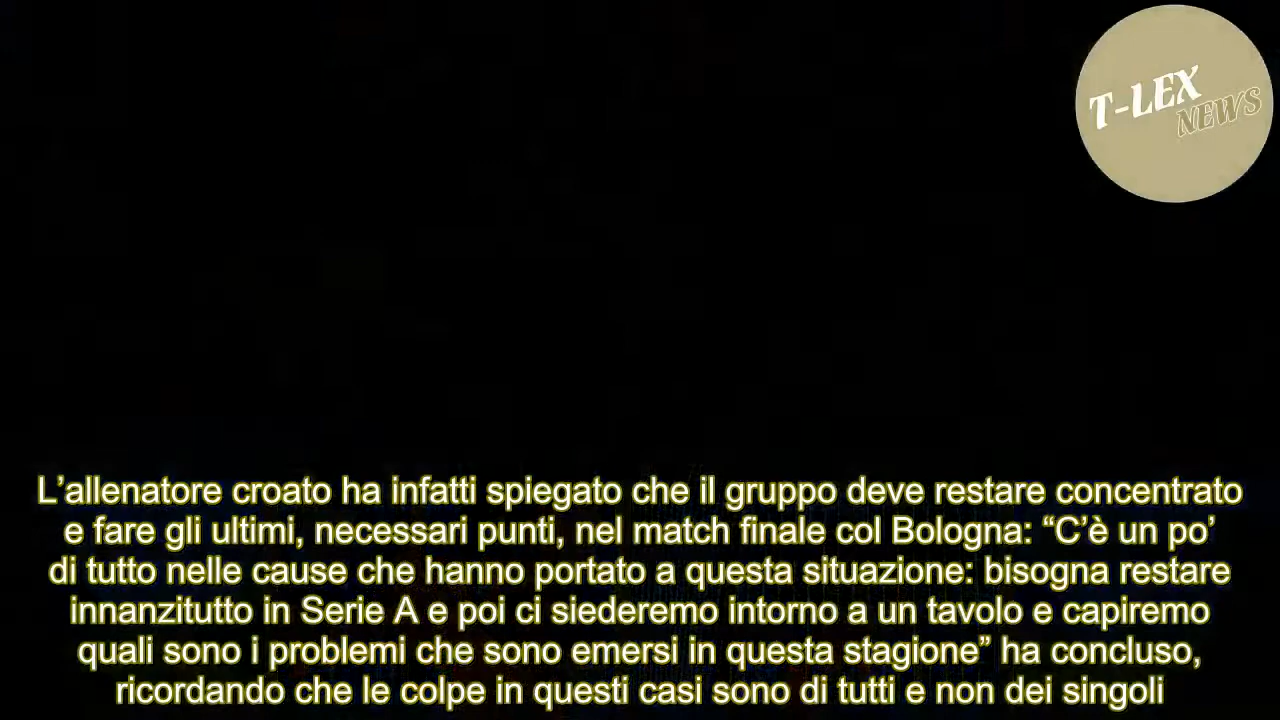 T-LEX
NEWS
L’allenatore croato ha infatti spiegato che il gruppo deve restare concentrato
e fare gli ultimi, necessari punti, nel match finale col Bologna: “C’è un po’
di tutto nelle cause che hanno portato a questa situazione: bisogna restare
innanzitutto in Serie A e poi ci siederemo intorno a un tavolo e capiremo
quali sono i problemi che sono emersi in questa stagione” ha concluso,
ricordando che le colpe in questi casi sono di tutti e non dei singoli